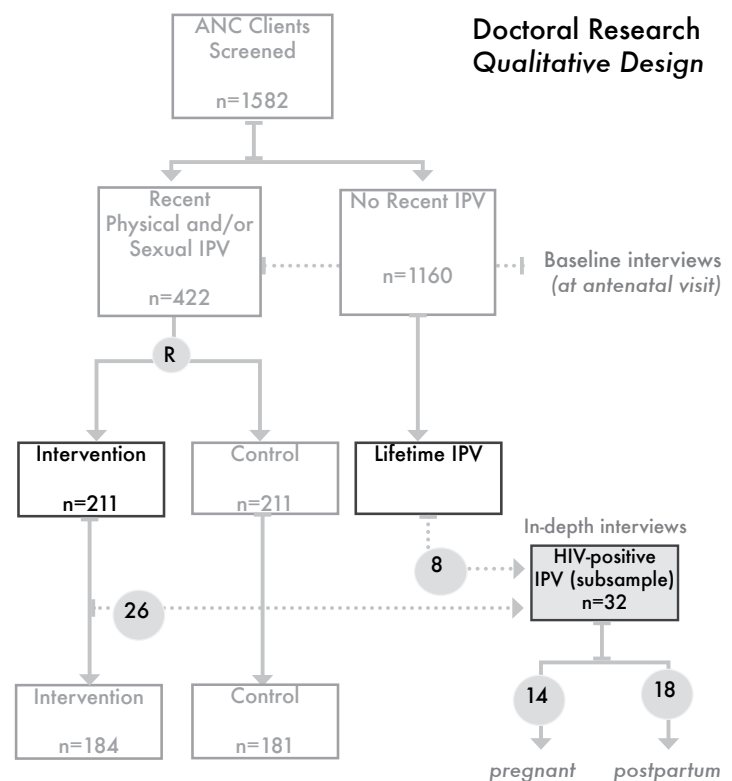 Doctoral Research
Qualitative Design
ANC Clients
Screened
n=1582
Recent
Physical and/or
Sexual IPV
n=422
No Recent IPV
n=1160
Baseline interviews
(at antenatal visit)
R
Intervention
n=211
Control
n=211
Lifetime IPV
In-depth interviews
8
HIV-positive
IPV (subsample)
n=32
26
Intervention
n=184
Control
n=181
14
18
pregnant
postpartum